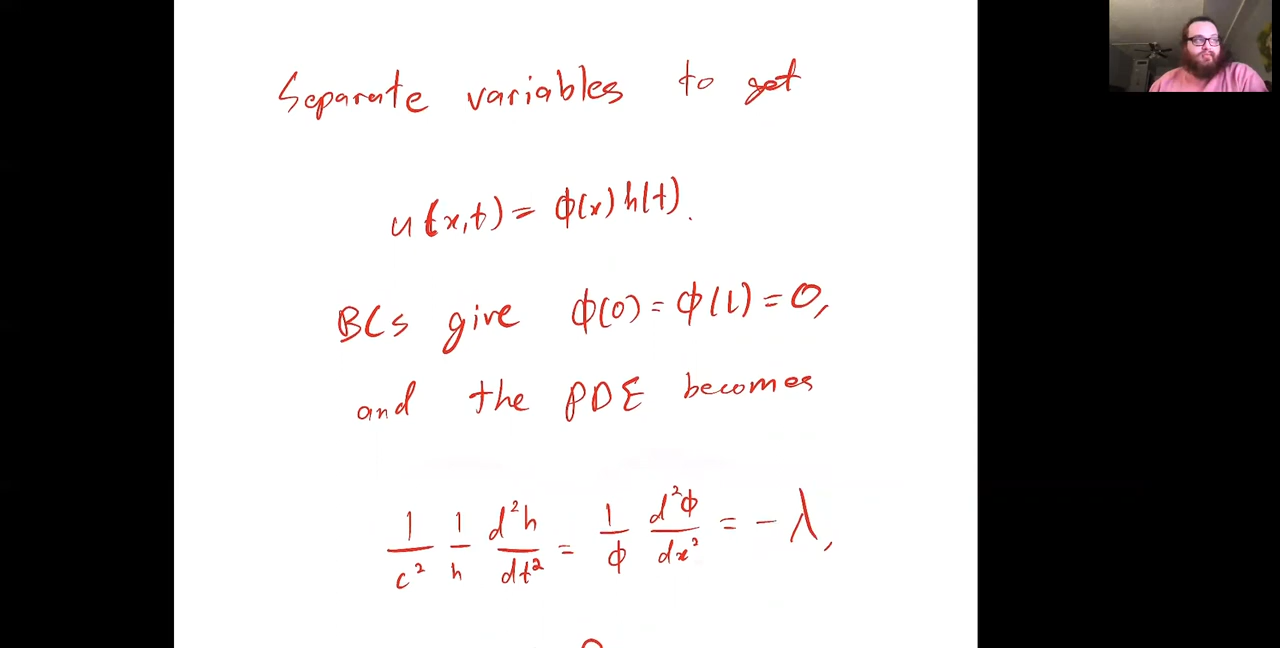 Separate variables to get
u(x,t) = ϕ(x)h(t).
BCs give ϕ(0) = ϕ(L) = 0,
and the PDE becomes
1/c² 1/h d²h/dt² = 1/ϕ d²ϕ/dx² = -λ,